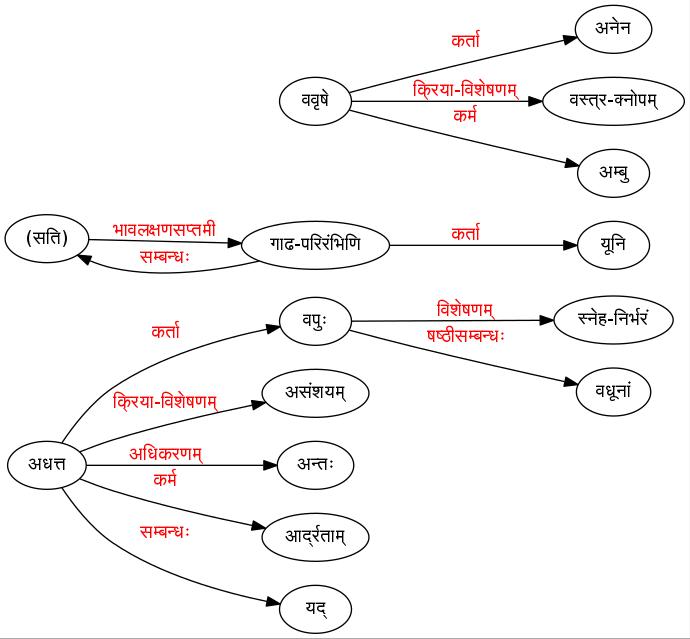 अनेन
कर्ता
ववृषे
क्रिया-विशेषणम्
वस्त्र-क्नोपम्
कर्म
अम्बु
(सति)
भावलक्षणसप्तमी
सम्बन्धः
गाढ-परिरंभिणि
कर्ता
यूनि
वपुः
विशेषणम्
स्नेह-निर्भरं
षष्ठीसम्बन्धः
वधूनां
कर्ता
क्रिया-विशेषणम्
असंशयम्
अधत्त
अधिकरणम्
अन्तः
कर्म
आर्द्रताम्
सम्बन्धः
यद्